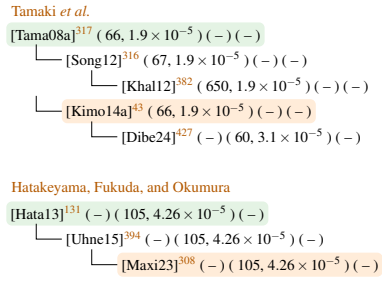 Tamaki et al.
[Tama08a]³¹⁷ ( 66, 1.9 × 10⁻⁵ ) ( – ) ( – )
[Song12]³¹⁶ ( 67, 1.9 × 10⁻⁵ ) ( – ) ( – )
[Khal12]³⁸² ( 650, 1.9 × 10⁻⁵ ) ( – ) ( – )
[Kimo14a]⁴³ ( 66, 1.9 × 10⁻⁵ ) ( – ) ( – )
[Dibe24]⁴²⁷ ( – ) ( 60, 3.1 × 10⁻⁵ ) ( – )
Hatakeyama, Fukuda, and Okumura
[Hata13]¹³¹ ( – ) ( 105, 4.26 × 10⁻⁵ ) ( – )
[Uhne15]³⁹⁴ ( – ) ( 105, 4.26 × 10⁻⁵ ) ( – )
[Maxi23]³⁰⁸ ( – ) ( 105, 4.26 × 10⁻⁵ ) ( – )